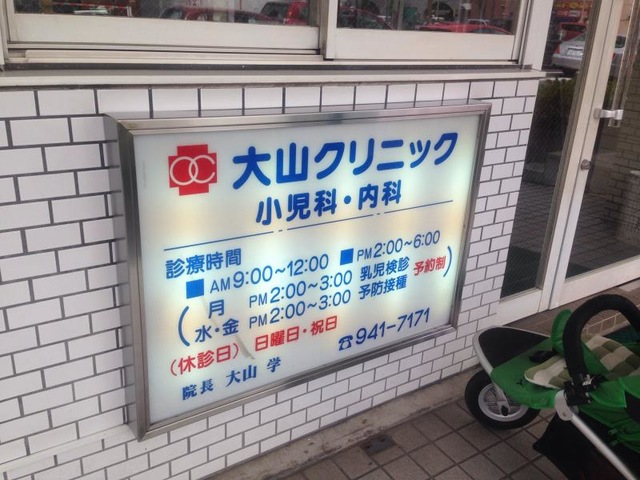 OC
大山クリニック
小児科・内科
診療時間
■AM9:00~12:00 ■PM2:00~6:00
(月 PM2:00~3:00 乳児検診 予約制)
水・金 PM2:00~3:00 予防接種
(休診日) 日曜日・祝日
院長 大山 学 ☎941-7171